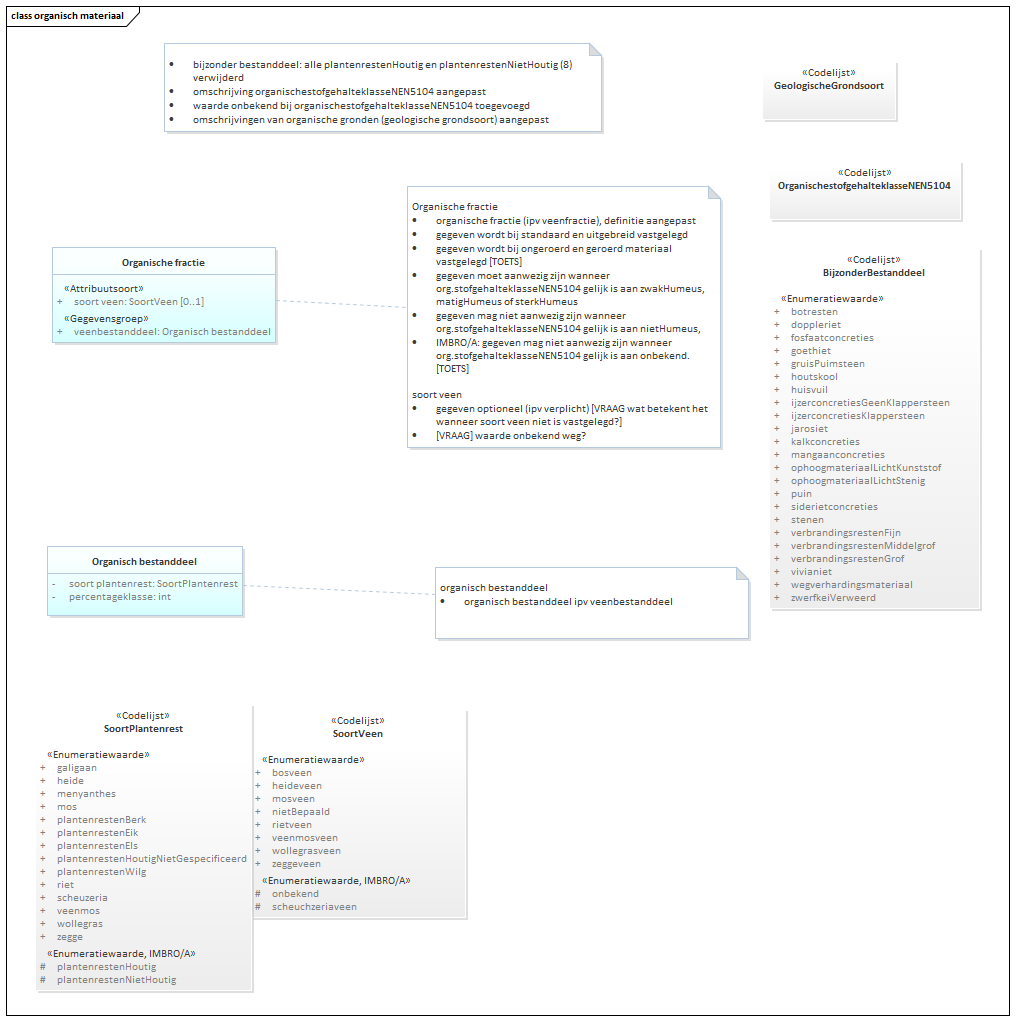 class organisch materiaal
• bijzonder bestanddeel: alle plantenrestenHoutig en plantenrestenNietHoutig (8)
verwijderd
• omschrijving organischestofgehalteklasseNEN5104 aangepast
• waarde onbekend bij organischestofgehalteklasseNEN5104 toegevoegd
• omschrijvingen van organische gronden (geologische grondsoort) aangepast
«Codelijst»
GeologischeGrondsoort
«Codelijst»
OrganischestofgehalteklasseNEN5104
Organische fractie
«Attribuutsoort»
+ soort veen: SoortVeen [0..1]
«Gegevensgroep»
+ veenbestanddeel: Organisch bestanddeel
Organische fractie
• organische fractie (ipv veenfractie), definitie aangepast
• gegeven wordt bij standaard en uitgebreid vastgelegd
• gegeven wordt bij ongeroerd en geroerd materiaal
vastgelegd [TOETS]
• gegeven moet aanwezig zijn wanneer
org.stofgehalteklasseNEN5104 gelijk is aan zwakHumeus,
matigHumeus of sterkHumeus
• gegeven mag niet aanwezig zijn wanneer
org.stofgehalteklasseNEN5104 gelijk is aan nietHumeus,
• IMBRO/A: gegeven mag niet aanwezig zijn wanneer
org.stofgehalteklasseNEN5104 gelijk is aan onbekend.
[TOETS]
soort veen
• gegeven optioneel (ipv verplicht) [VRAAG wat betekent het
wanneer soort veen niet is vastgelegd?]
• [VRAAG] waarde onbekend weg?
«Codelijst»
BijzonderBestanddeel
«Enumeratiewaarde»
+ botresten
+ doppleriet
+ fosfaatconcreties
+ goethiet
+ gruisPuimsteen
+ houtskool
+ huisvuil
+ ijzerconcretiesGeenKlappersteen
+ ijzerconcretiesKlappersteen
+ jarosiet
+ kalkconcreties
+ mangaanconcreties
+ ophoogmateriaalLichtKunststof
+ ophoogmateriaalLichtStenig
+ puin
+ siderietconcreties
+ stenen
+ verbrandingsrestenFijn
+ verbrandingsrestenMiddelgrof
+ verbrandingsrestenGrof
+ vivianiet
+ wegverhardingsmateriaal
+ zwerfkeiVerweerd
Organisch bestanddeel
- soort plantenrest: SoortPlantenrest
- percentageklasse: int
organisch bestanddeel
• organisch bestanddeel ipv veenbestanddeel
«Codelijst»
SoortPlantenrest
«Enumeratiewaarde»
+ galigaan
+ heide
+ menyanthes
+ mos
+ plantenrestenBerk
+ plantenrestenEik
+ plantenrestenEls
+ plantenrestenHoutigNietGespecificeerd
+ plantenrestenWilg
+ riet
+ scheuzeria
+ veenmos
+ wollegras
+ zegge
«Enumeratiewaarde, IMBRO/A»
# plantenrestenHoutig
# plantenrestenNietHoutig
«Codelijst»
SoortVeen
«Enumeratiewaarde»
+ bosveen
+ heideveen
+ mosveen
+ nietBepaald
+ rietveen
+ veenmosveen
+ wollegrasveen
+ zeggeveen
«Enumeratiewaarde, IMBRO/A»
# onbekend
# scheuchzeriaveen